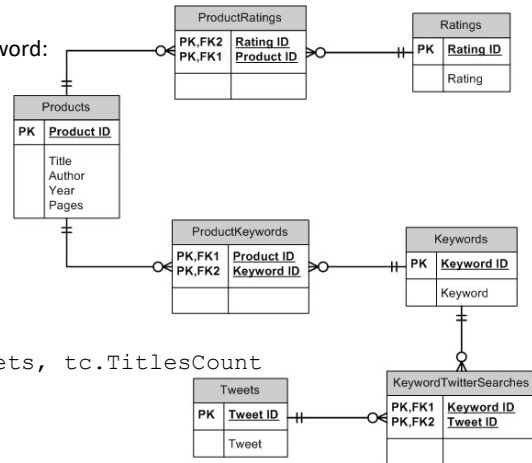 word:
ProductRatings
PK,FK2 Rating ID
PK,FK1 Product ID
Ratings
PK Rating ID
Rating
Products
PK Product ID
Title
Author
Year
Pages
ProductKeywords
PK,FK1 Product ID
PK,FK2 Keyword ID
Keywords
PK Keyword ID
Keyword
ets, tc.TitlesCount
Tweets
PK Tweet ID
Tweet
KeywordTwitterSearches
PK,FK1 Keyword ID
PK,FK2 Tweet ID